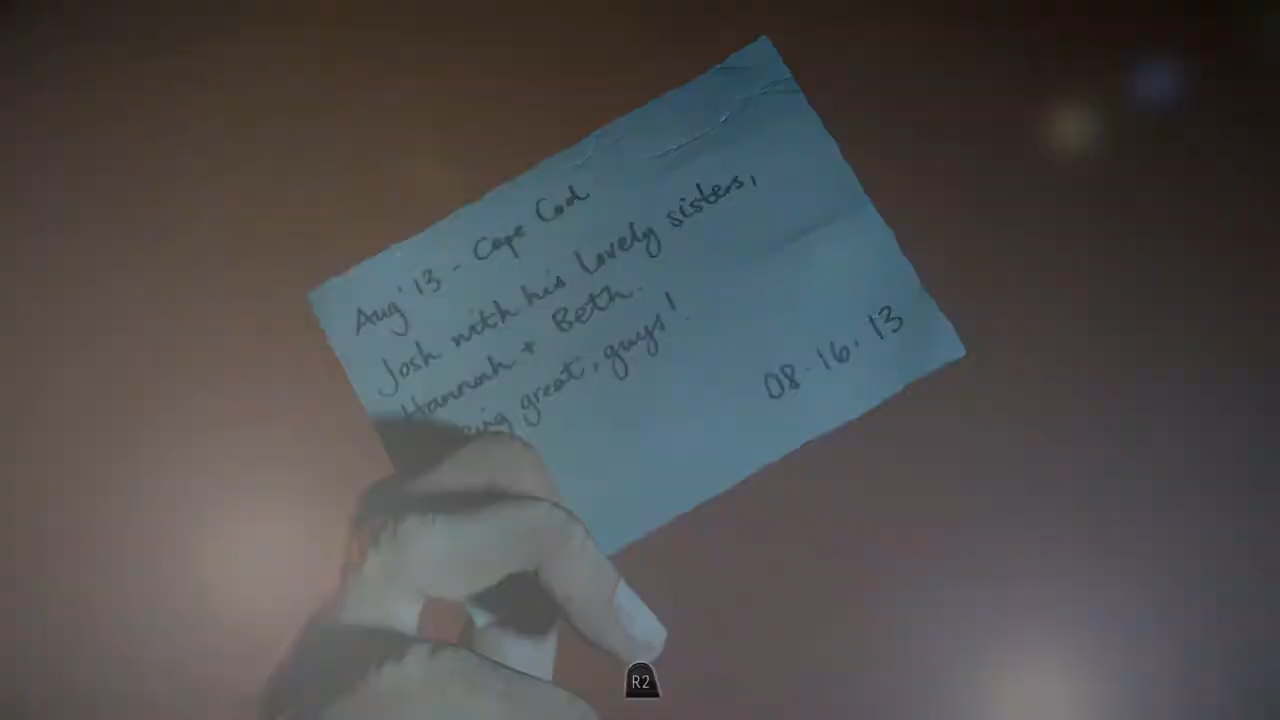 Aug '13 - Cape Cod
Josh with his lovely sisters,
Hannah + Beth.
great, guys!
08.16.13
R2